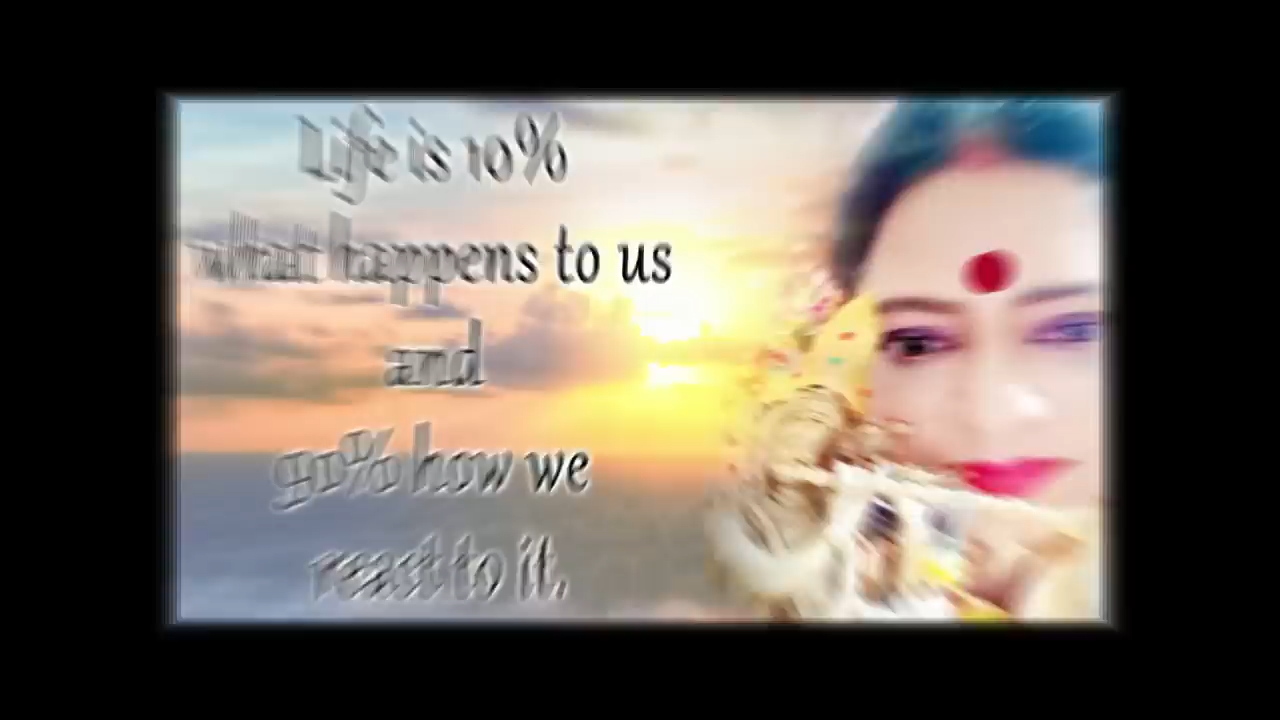 Life is 10%
what happens to us
and
90% how we
react to it.